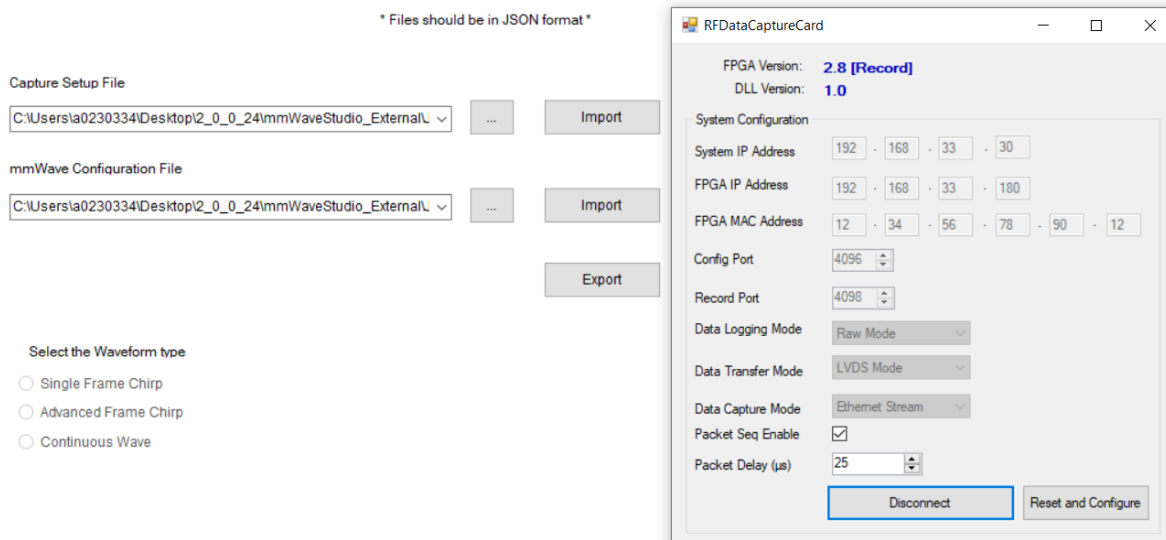 * Files should be in JSON format *
Capture Setup File
C:\Users\a0230334\Desktop\2_0_0_24\mmWaveStudio_External\J
...
Import
mmWave Configuration File
C:\Users\a0230334\Desktop\2_0_0_24\mmWaveStudio_External\J
...
Import
Export
Select the Waveform type
Single Frame Chirp
Advanced Frame Chirp
Continuous Wave
RFDataCaptureCard
FPGA Version: 2.8 [Record]
DLL Version: 1.0
System Configuration
System IP Address 192 . 168 . 33 . 30
FPGA IP Address 192 . 168 . 33 . 180
FPGA MAC Address 12 . 34 . 56 . 78 . 90 . 12
Config Port 4096
Record Port 4098
Data Logging Mode Raw Mode
Data Transfer Mode LVDS Mode
Data Capture Mode Ethernet Stream
Packet Seq Enable
Packet Delay (µs) 25
Disconnect Reset and Configure